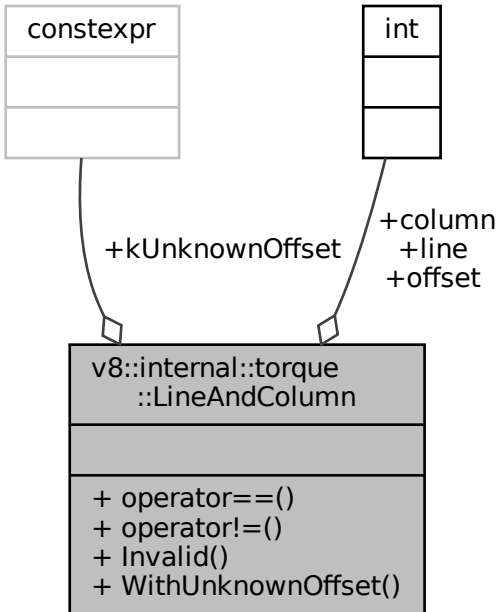 constexpr
int
+kUnknownOffset
+column
+line
+offset
v8::internal::torque
::LineAndColumn
+ operator==()
+ operator!=()
+ Invalid()
+ WithUnknownOffset()